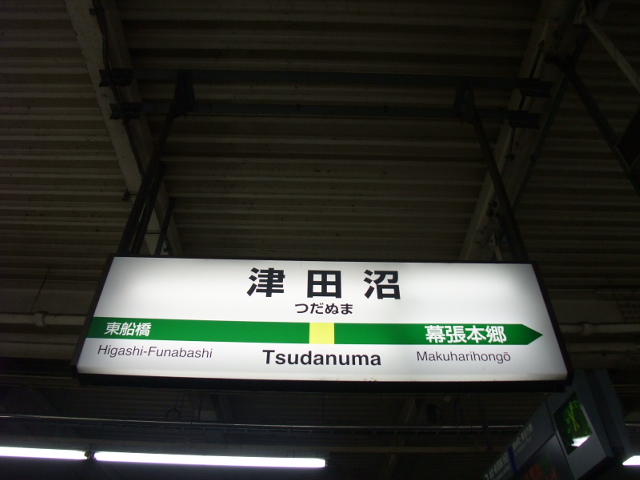 津田沼
つだぬま
東船橋
幕張本郷
Higashi-Funabashi
Tsudanuma
Makuharihongō